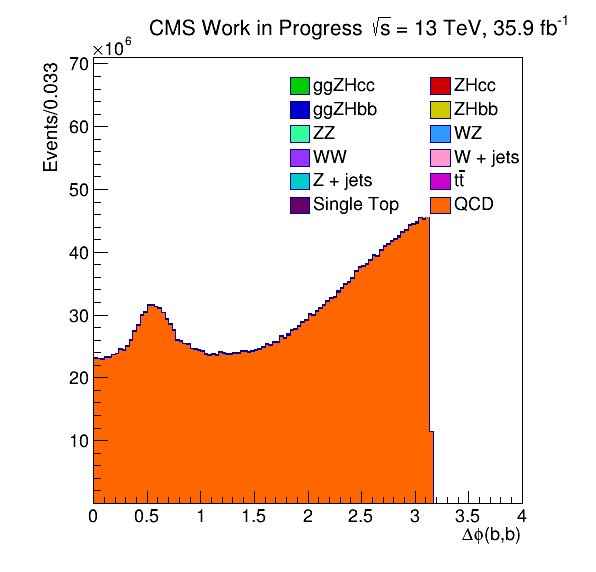 CMS Work in Progress √s = 13 TeV, 35.9 fb⁻¹
×10⁶
Events/0.033
70
60
50
40
30
20
10
ggZHcc ZHcc
ggZHbb ZHbb
ZZ WZ
WW W + jets
Z + jets tt̄
Single Top QCD
0 0.5 1 1.5 2 2.5 3 3.5 4
Δϕ(b,b)